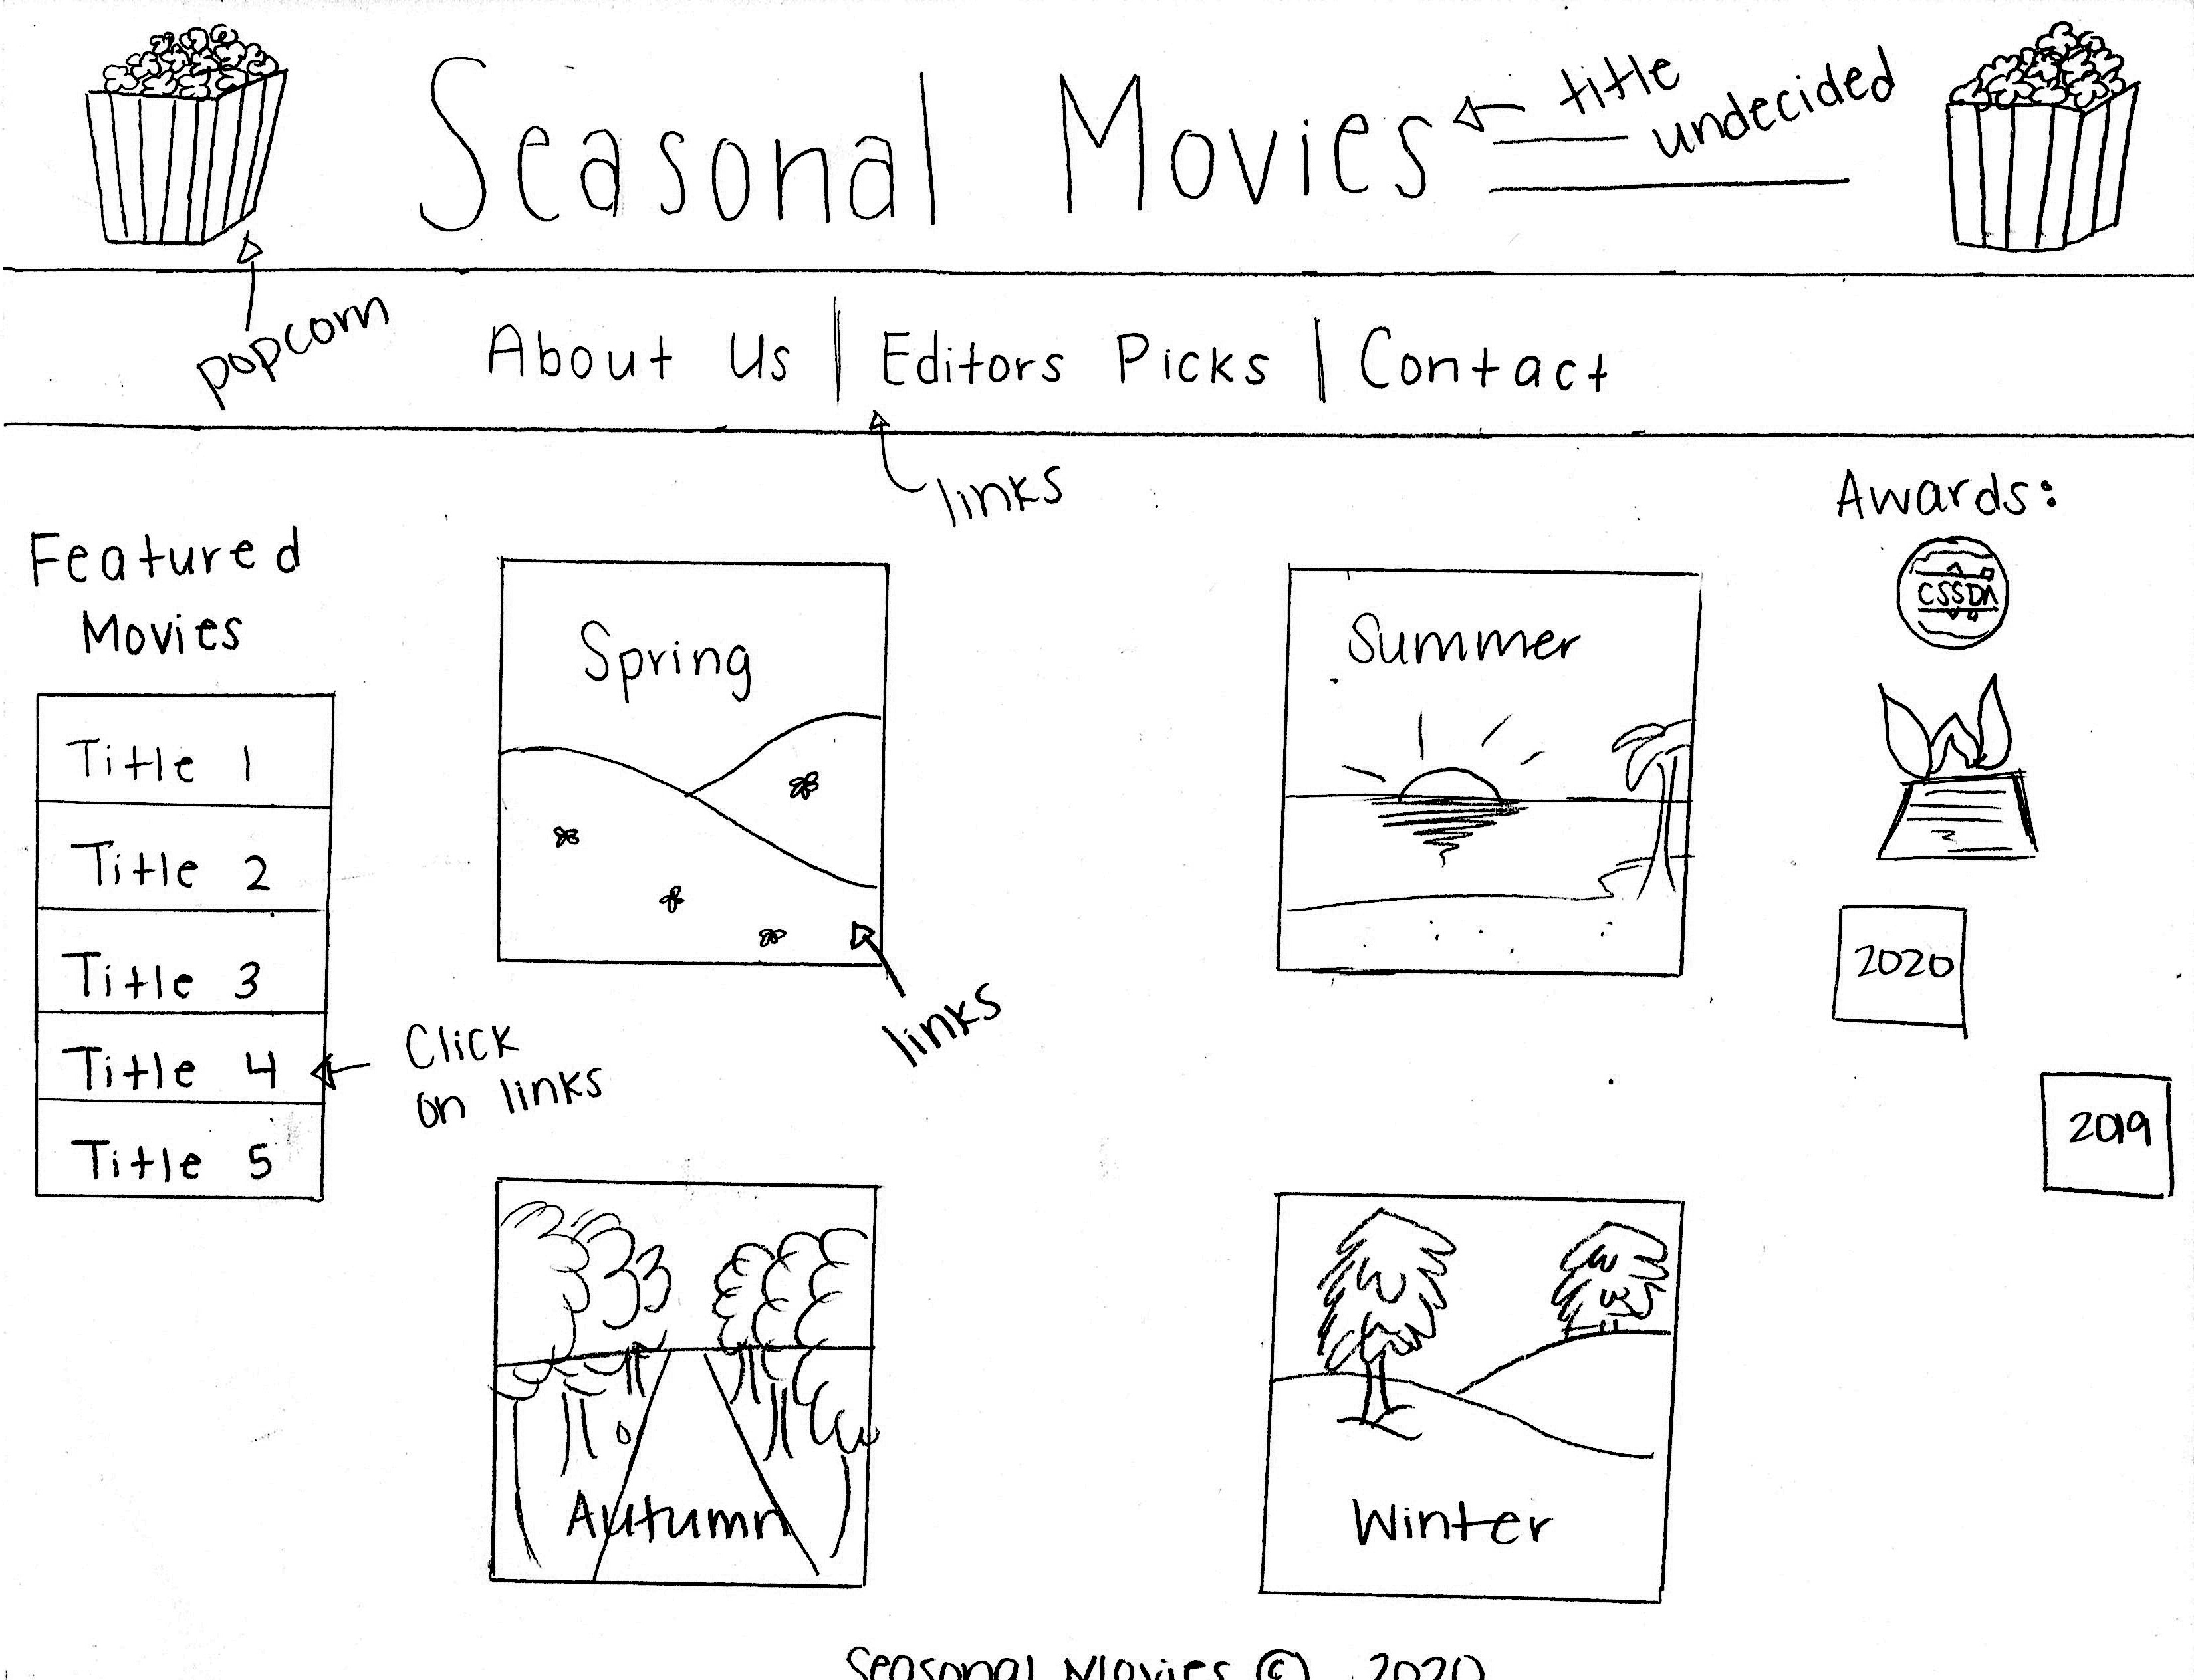 Seasonal Movies
title
undecided
popcorn
About Us | Editors Picks | Contact
links
Featured
Movies
Title 1
Title 2
Title 3
Title 4
Title 5
Click
on links
Spring
links
Summer
Autumn
Winter
Awards:
CSSDA
W
2020
2019
Seasonal Movies © 2020